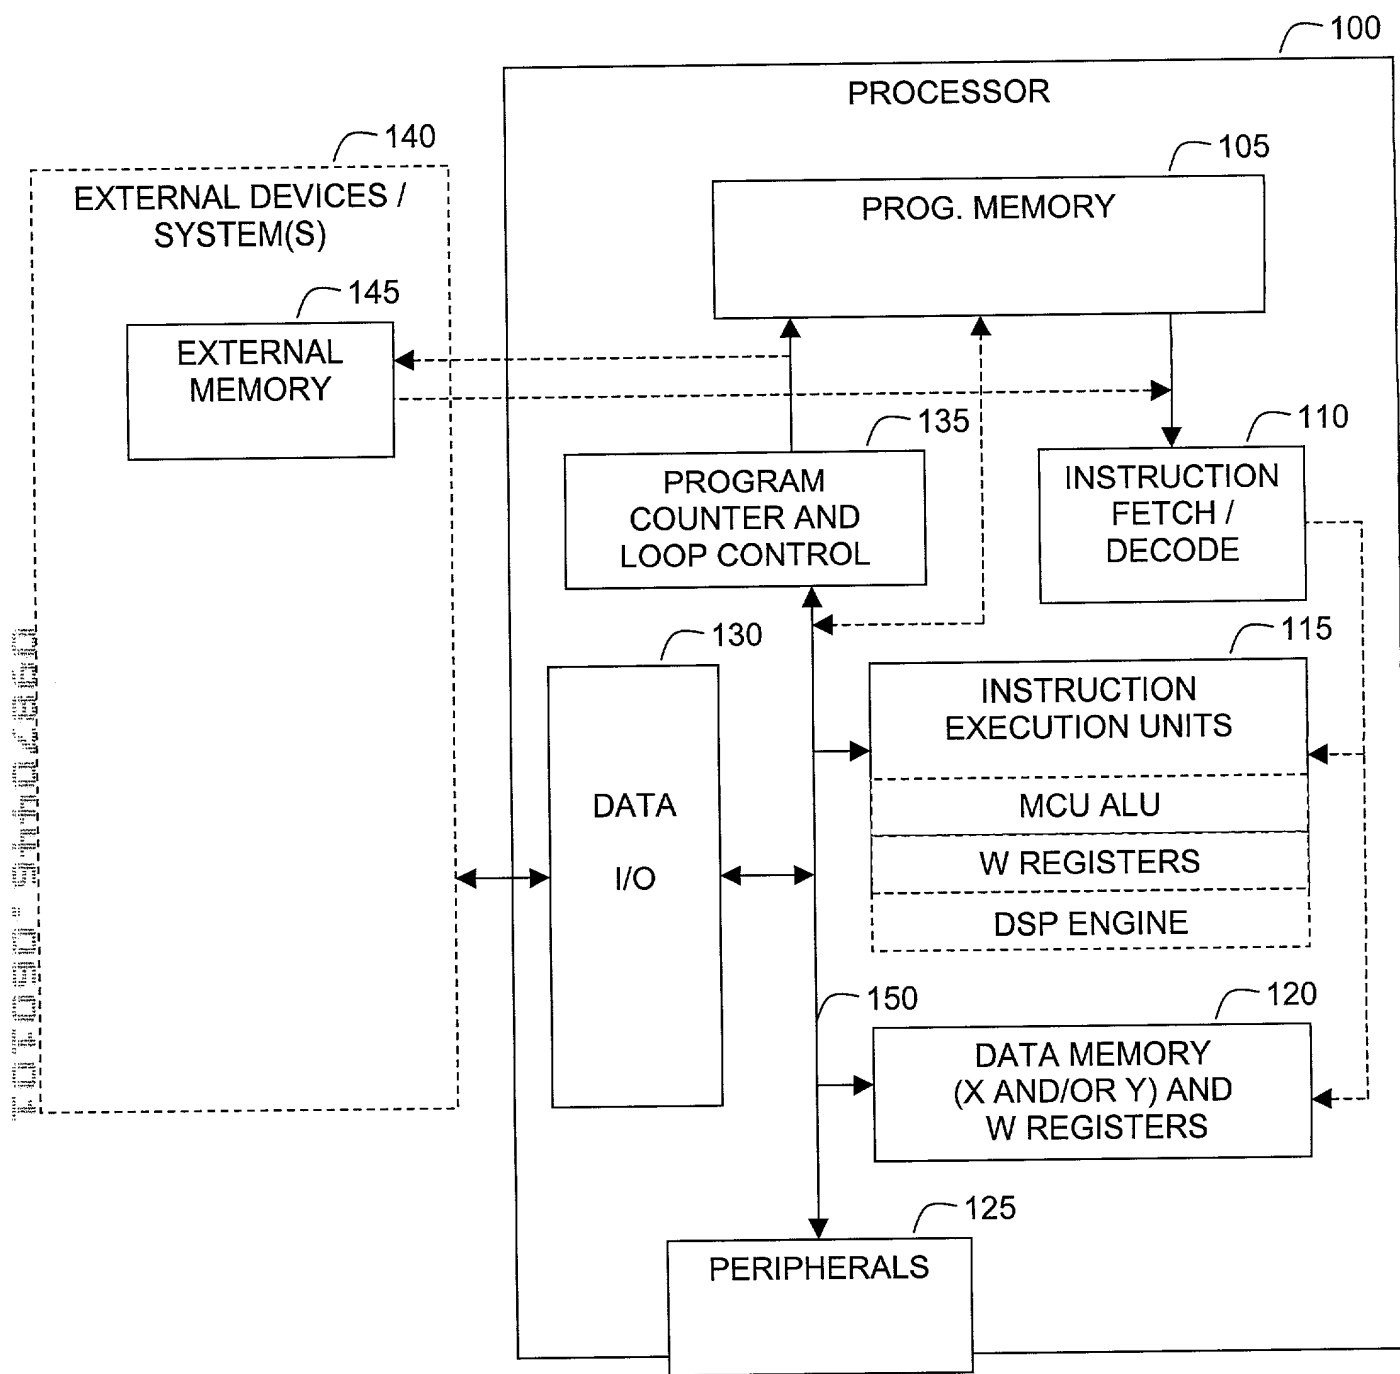 100
PROCESSOR
140
105
EXTERNAL DEVICES /
SYSTEM(S)
PROG. MEMORY
145
EXTERNAL
MEMORY
135
110
PROGRAM
COUNTER AND
LOOP CONTROL
INSTRUCTION
FETCH /
DECODE
130
115
INSTRUCTION
EXECUTION UNITS
DATA
I/O
MCU ALU
W REGISTERS
DSP ENGINE
150
120
DATA MEMORY
(X AND/OR Y) AND
W REGISTERS
125
PERIPHERALS